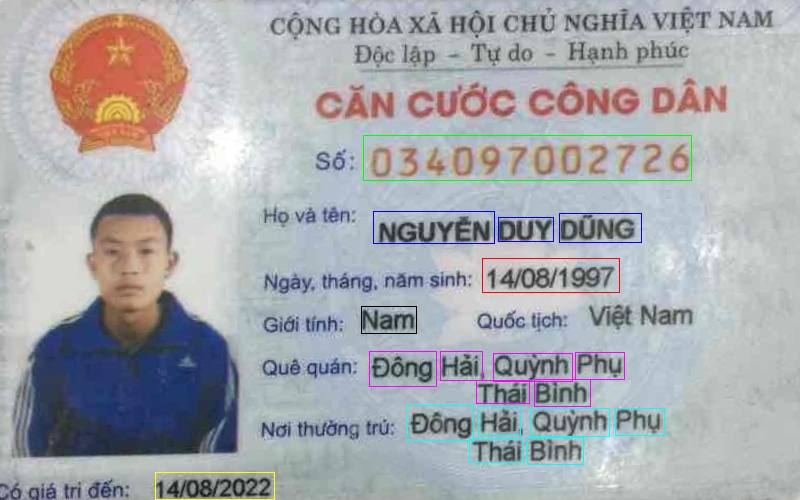 CỘNG HÒA XÃ HỘI CHỦ NGHĨA VIỆT NAM
Độc lập - Tự do - Hạnh phúc
CĂN CƯỚC CÔNG DÂN
Số: 034097002726
Họ và tên: NGUYỄN DUY DŨNG
Ngày, tháng, năm sinh: 14/08/1997
Giới tính: Nam Quốc tịch: Việt Nam
Quê quán: Đông Hải, Quỳnh Phụ
Thái Bình
Nơi thường trú: Đông Hải, Quỳnh Phụ
Thái Bình
Có giá trị đến: 14/08/2022